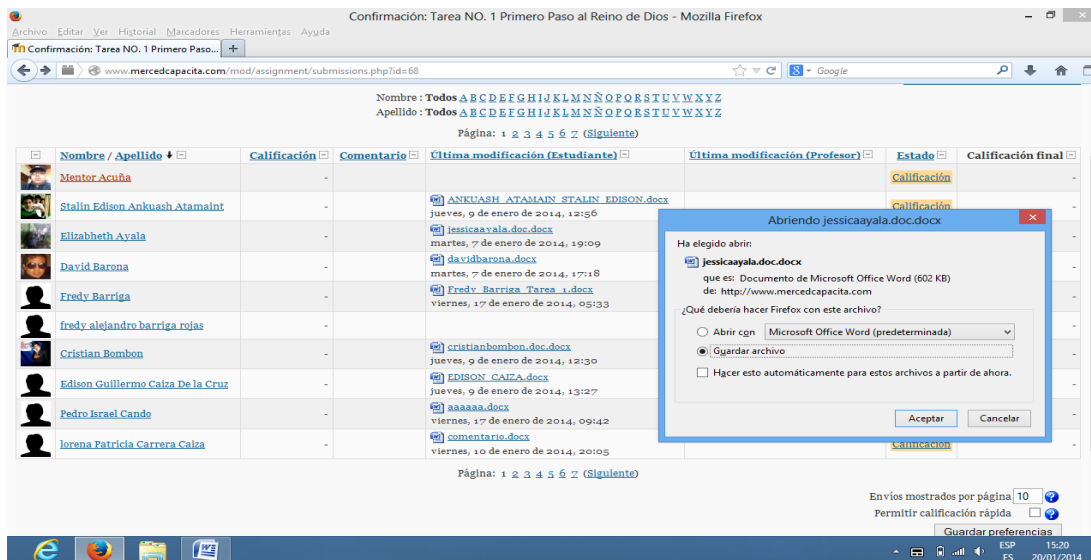 Confirmación: Tarea NO. 1 Primero Paso al Reino de Dios - Mozilla Firefox
Archivo Editar Ver Historial Marcadores Herramientas Ayuda
Confirmación: Tarea NO. 1 Primero Paso... +
www.mercedcapacita.com/mod/assignment/submissions.php?id=68
Google
Nombre : Todos A B C D E F G H I J K L M N Ñ O P Q R S T U V W X Y Z
Apellido : Todos A B C D E F G H I J K L M N Ñ O P Q R S T U V W X Y Z
Página: 1 2 3 4 5 6 7 (Siguiente)
Nombre / Apellido Calificación Comentario Última modificación (Estudiante) Última modificación (Profesor) Estado Calificación final
Mentor Acuña - Calificación -
Stalin Edison Ankuash Atamaint - ANKUASH_ATAMAIN_STALIN_EDISON.docx Calificación -
jueves, 9 de enero de 2014, 12:56
Elizabheth Ayala - jessicaayala.doc.docx
martes, 7 de enero de 2014, 19:09
David Barona - davidbarona.docx
martes, 7 de enero de 2014, 17:18
Fredy Barriga - Fredy_Barriga_Tarea_1.docx
viernes, 17 de enero de 2014, 05:33
fredy alejandro barriga rojas -
Cristian Bombon - cristianbombon.doc.docx
jueves, 9 de enero de 2014, 12:30
Edison Guillermo Caiza De la Cruz - EDISON_CAIZA.docx
jueves, 9 de enero de 2014, 13:27
Pedro Israel Cando - aaaaaa.docx
viernes, 17 de enero de 2014, 09:42
lorena Patricia Carrera Caiza - comentario.docx Calificación -
viernes, 10 de enero de 2014, 20:05
Abriendo jessicaayala.doc.docx
Ha elegido abrir:
jessicaayala.doc.docx
que es: Documento de Microsoft Office Word (602 KB)
de: http://www.mercedcapacita.com
¿Qué debería hacer Firefox con este archivo?
Abrir con Microsoft Office Word (predeterminada)
Guardar archivo
Hacer esto automáticamente para estos archivos a partir de ahora.
Aceptar Cancelar
Página: 1 2 3 4 5 6 7 (Siguiente)
Envíos mostrados por página 10
Permitir calificación rápida
Guardar preferencias
ESP 15:20
ES 20/01/2014